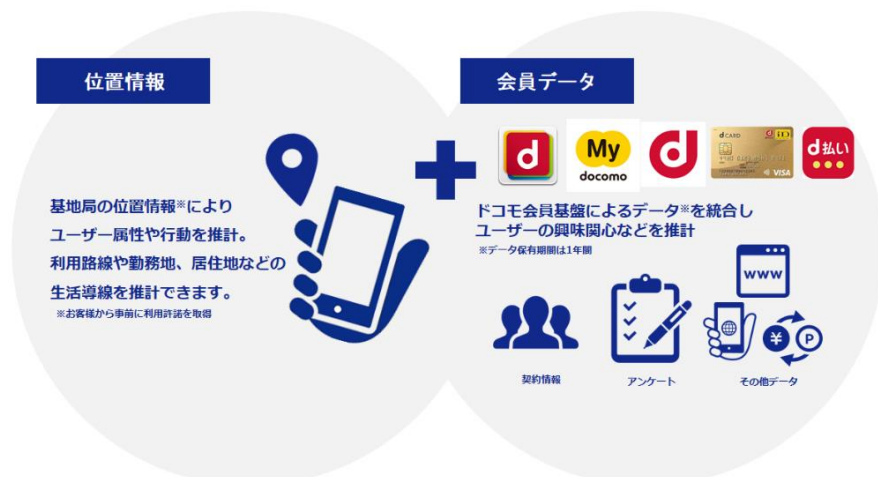 位置情報
基地局の位置情報※により
ユーザー属性や行動を推計。
利用路線や勤務地、居住地などの
生活導線を推計できます。
※お客様から事前に利用許諾を取得
会員データ
d
My
docomo
d
d CARD
d iD
VISA
d払い
ドコモ会員基盤によるデータ※を統合し
ユーザーの興味関心などを推計
※データ保有期間は1年間
www
¥
P
契約情報
アンケート
その他データ